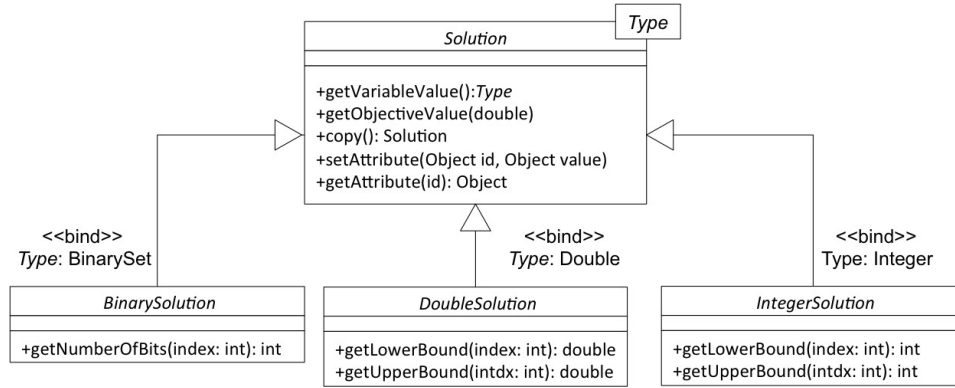 Type
Solution
+getVariableValue():Type
+getObjectiveValue(double)
+copy(): Solution
+setAttribute(Object id, Object value)
+getAttribute(id): Object
<<bind>>
Type: BinarySet
<<bind>>
Type: Double
<<bind>>
Type: Integer
BinarySolution
+getNumberOfBits(index: int): int
DoubleSolution
+getLowerBound(index: int): double
+getUpperBound(intdx: int): double
IntegerSolution
+getLowerBound(index: int): int
+getUpperBound(intdx: int): int